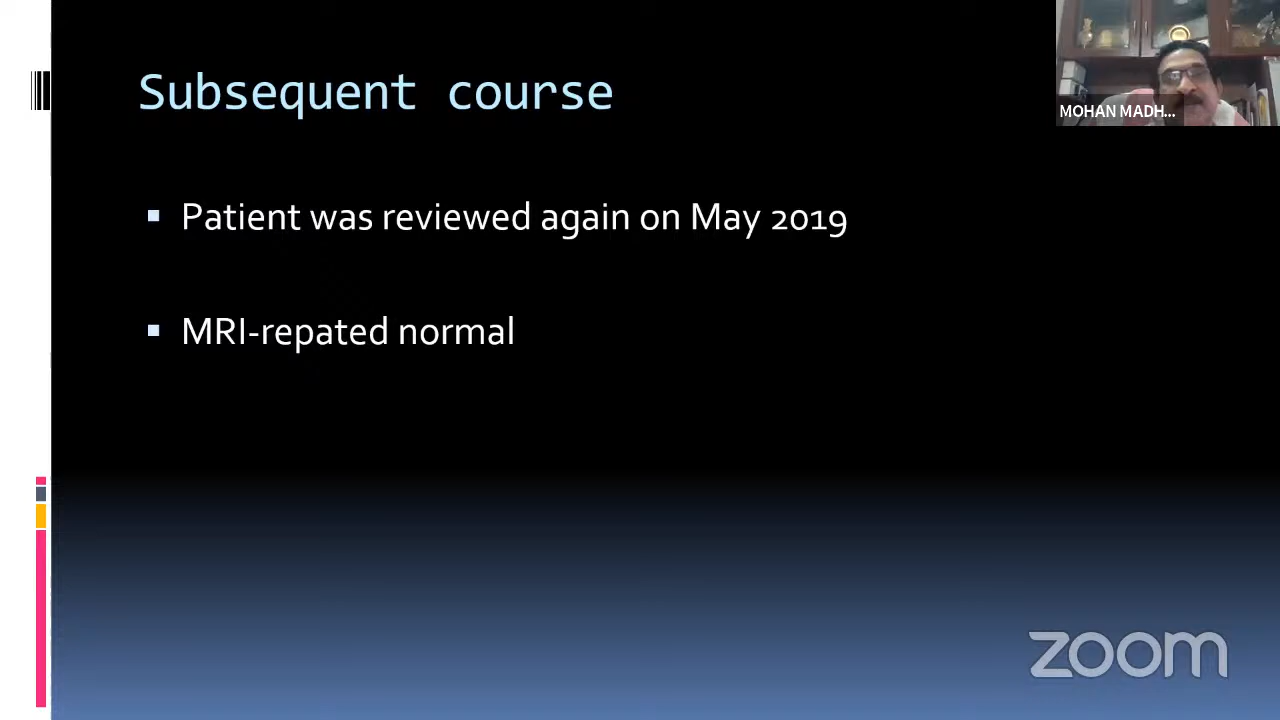 Subsequent course
MOHAN MADH...
Patient was reviewed again on May 2019
MRI-repated normal
zoom